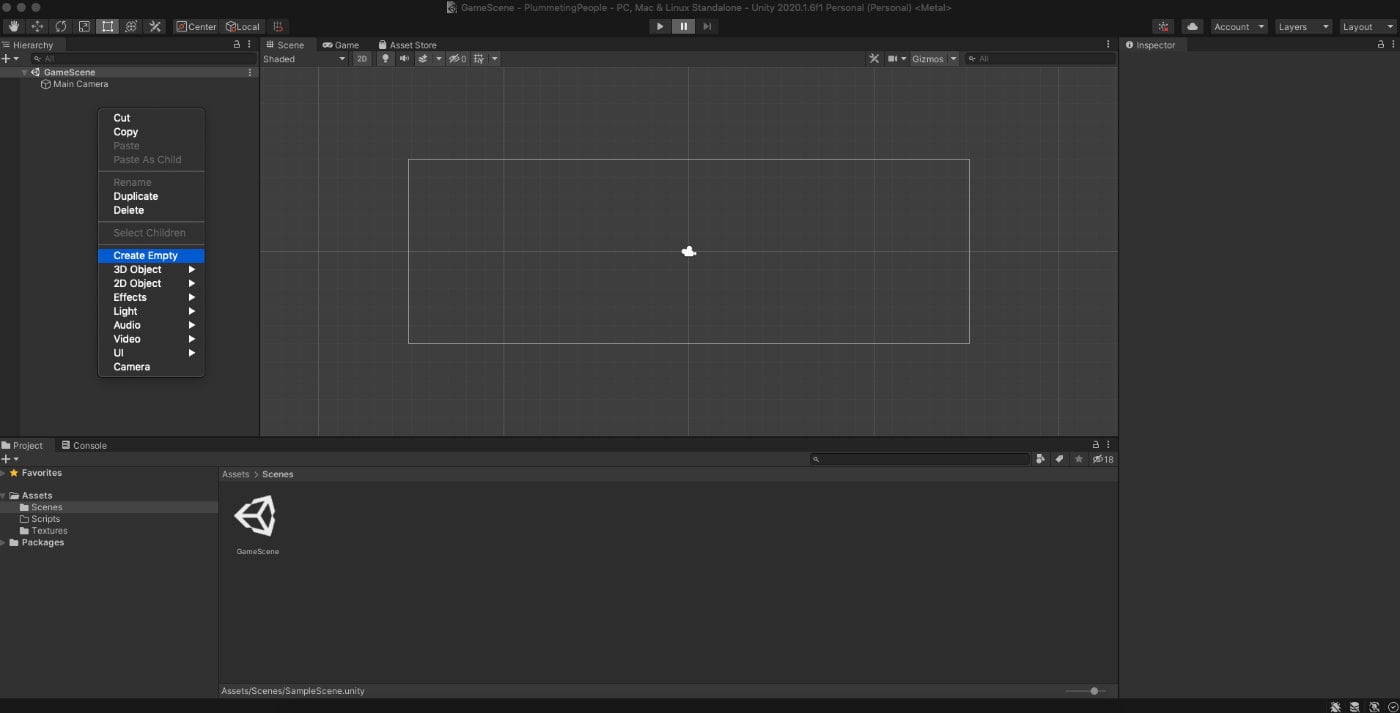 GameScene - PlummetingPeople - PC, Mac & Linux Standalone - Unity 2020.1.6f1 Personal (Personal) <Metal>
Center Local Account Layers Layout
Hierarchy Scene Game Asset Store Inspector
All Shaded 2D 0 Gizmos All
GameScene
Main Camera
Cut
Copy
Paste
Paste As Child
Rename
Duplicate
Delete
Select Children
Create Empty
3D Object
2D Object
Effects
Light
Audio
Video
UI
Camera
Project Console
18
Favorites
Assets > Scenes
Assets
Scenes
Scripts
Textures
Packages
GameScene
Assets/Scenes/SampleScene.unity